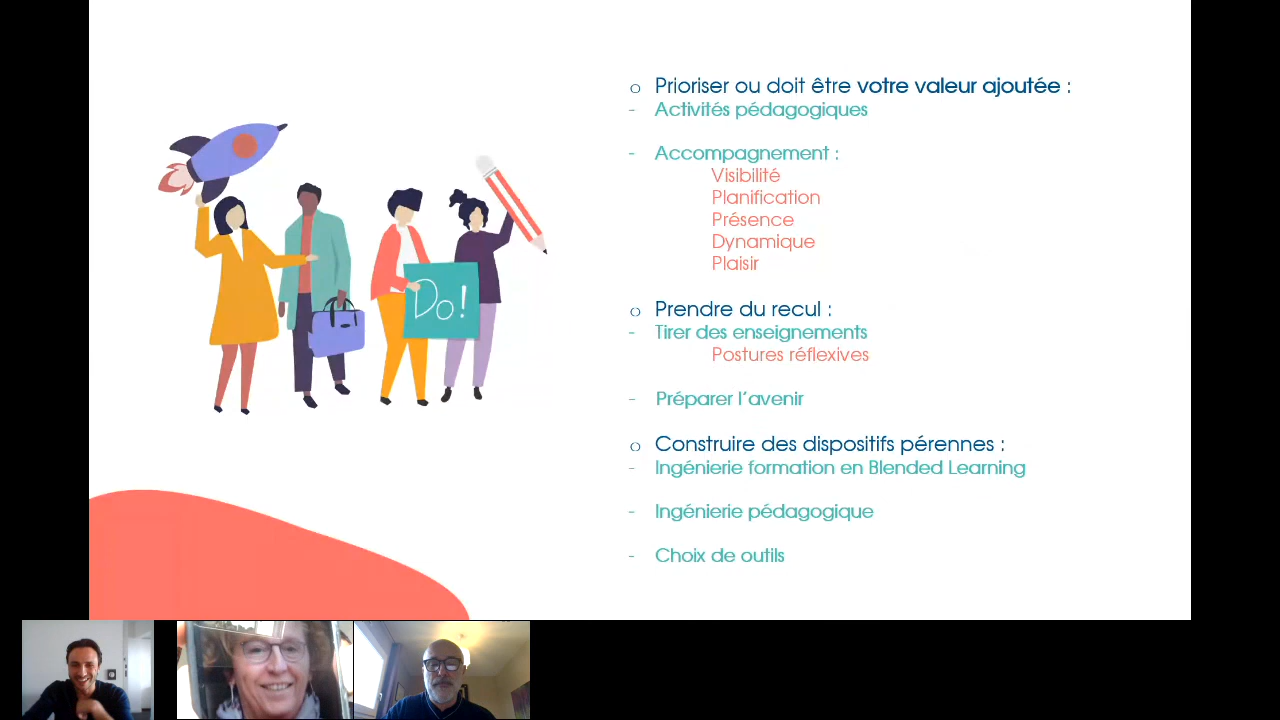 o Prioriser ou doit être votre valeur ajoutée :
- Activités pédagogiques
- Accompagnement :
Visibilité
Planification
Présence
Dynamique
Plaisir
o Prendre du recul :
- Tirer des enseignements
Postures réflexives
- Préparer l'avenir
o Construire des dispositifs pérennes :
- Ingénierie formation en Blended Learning
- Ingénierie pédagogique
- Choix de outils
Do!